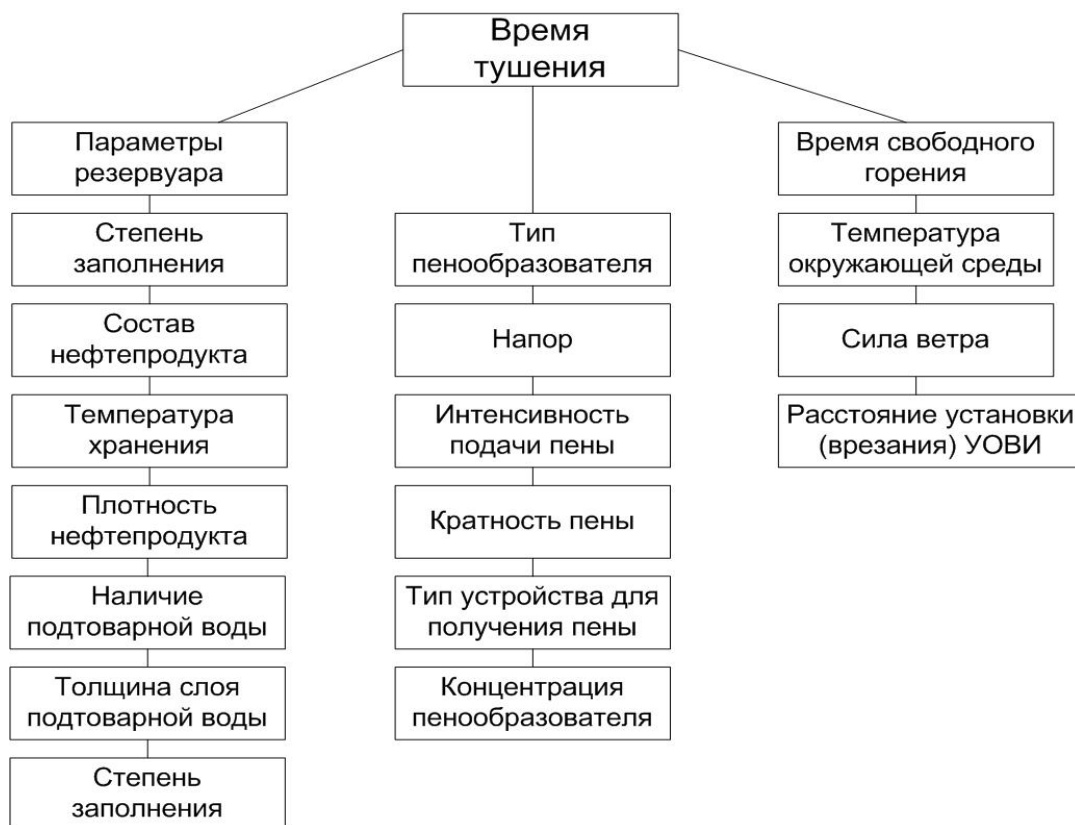 Время
тушения
Параметры
резервуара
Степень
заполнения
Состав
нефтепродукта
Температура
хранения
Плотность
нефтепродукта
Наличие
подтоварной воды
Толщина слоя
подтоварной воды
Степень
заполнения
Тип
пенообразователя
Напор
Интенсивность
подачи пены
Кратность пены
Тип устройства для
получения пены
Концентрация
пенообразователя
Время свободного
горения
Температура
окружающей среды
Сила ветра
Расстояние установки
(врезания) УОВИ